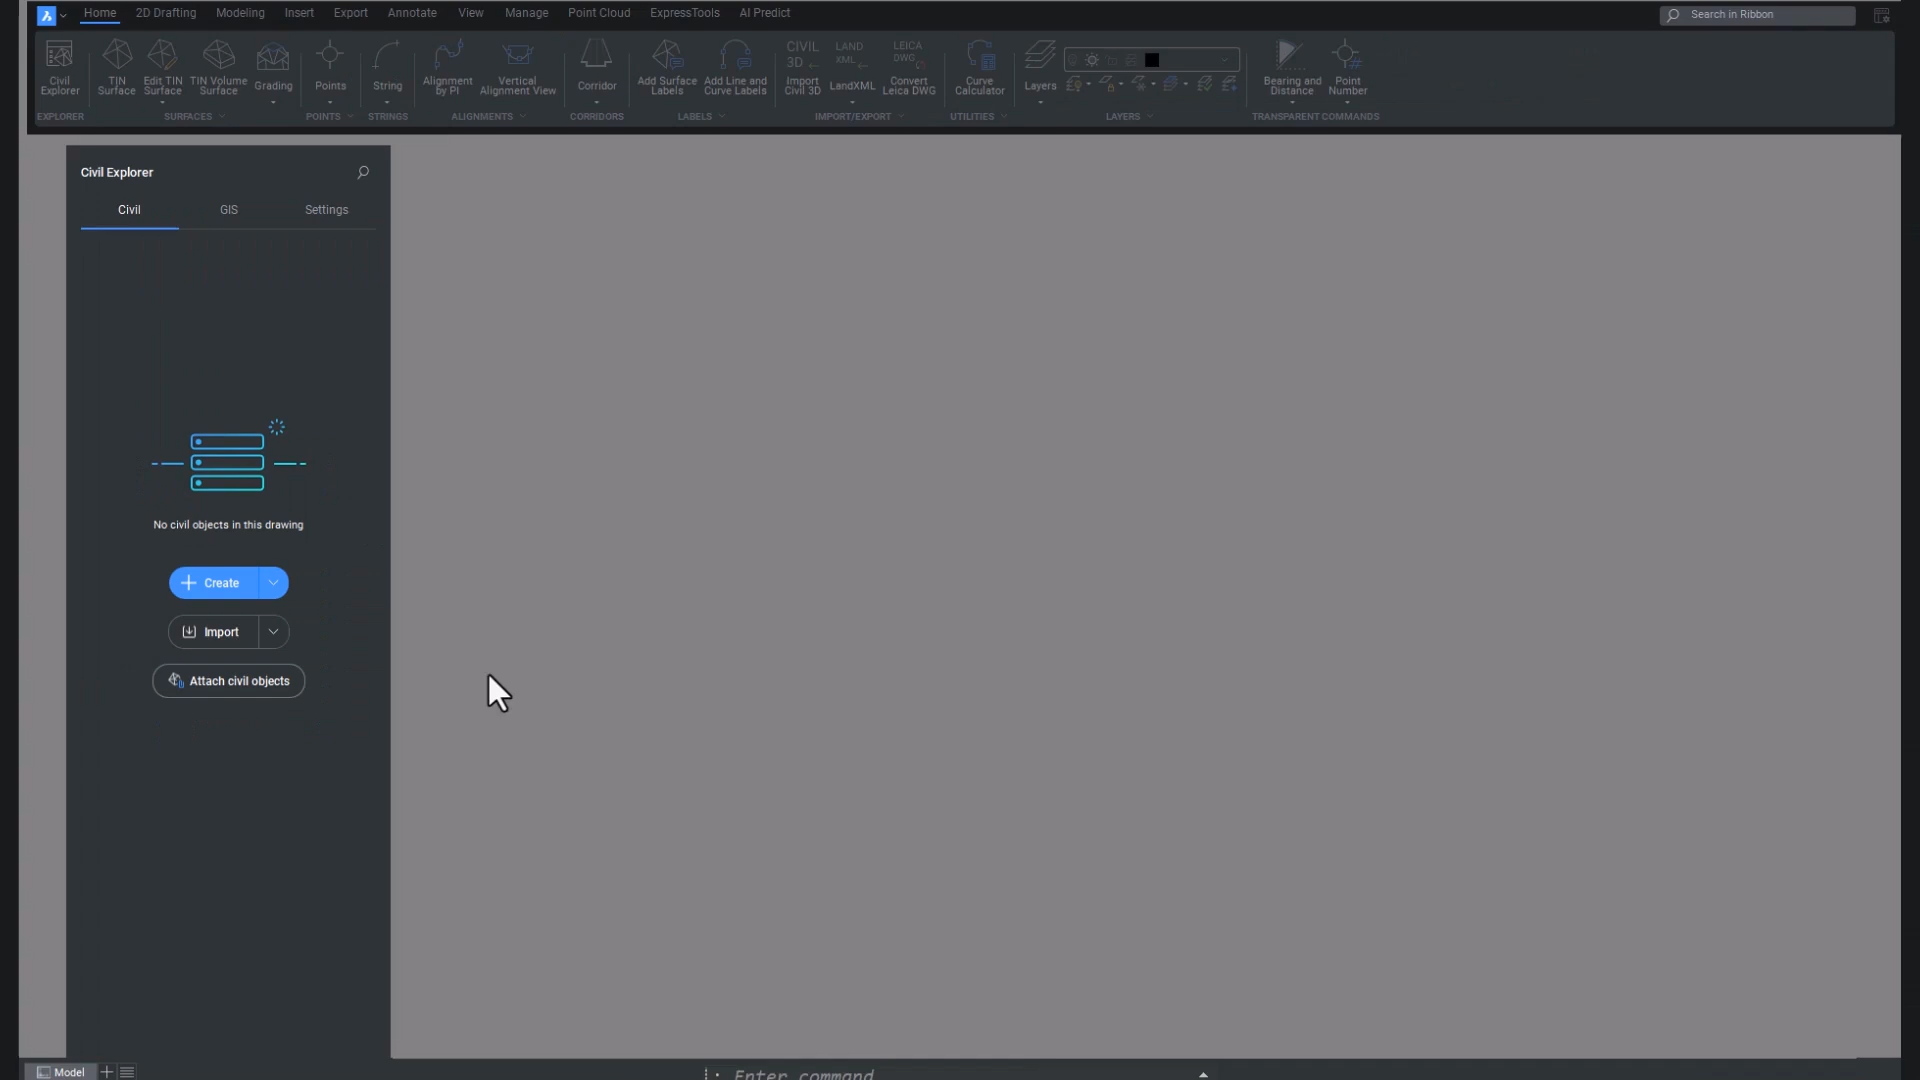 Home 2D Drafting Modeling Insert Export Annotate View Manage Point Cloud ExpressTools AI Predict Search in Ribbon
CIVIL 3D LAND XML LEICA DWG
Civil Explorer TIN Surface Edit TIN Surface TIN Volume Surface Grading Points String Alignment by PI Vertical Alignment View Corridor Add Surface Labels Add Line and Curve Labels Import Civil 3D LandXML Convert Leica DWG Curve Calculator Layers Bearing and Distance Point Number
EXPLORER SURFACES POINTS STRINGS ALIGNMENTS CORRIDORS LABELS IMPORT/EXPORT UTILITIES LAYERS TRANSPARENT COMMANDS
Civil Explorer
Civil GIS Settings
No civil objects in this drawing
Create
Import
Attach civil objects
Model
: Enter command